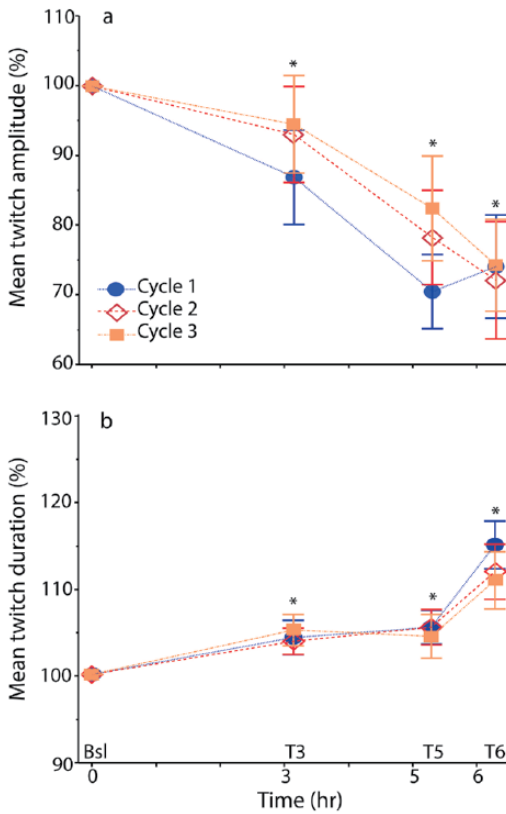 a
Mean twitch amplitude (%)
110
*
100
*
90
*
80
70
Cycle 1
Cycle 2
Cycle 3
60
b
Mean twitch duration (%)
130
120
*
110
*
*
100
90
Bsl
T3
T5
T6
0
3
5
6
Time (hr)